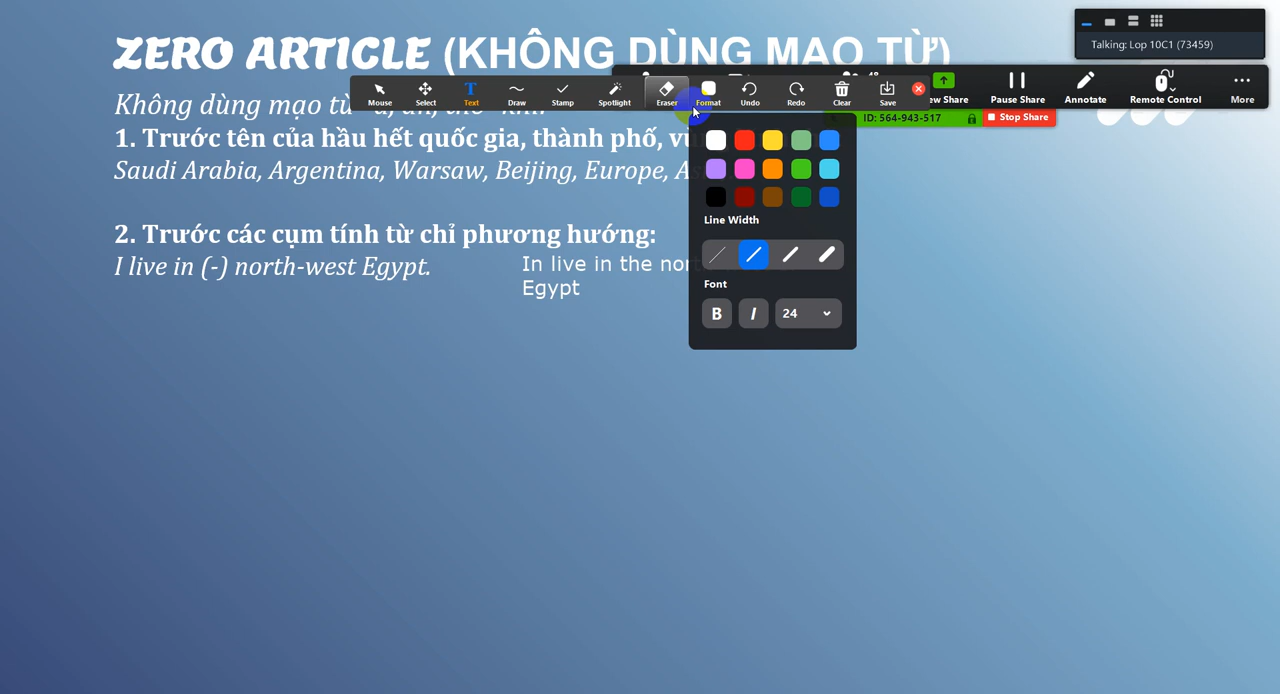 ZERO ARTICLE (KHÔNG DÙNG MẠO TỪ)
Talking: Lop 10C1 (73459)
Mouse
Select
Text
Draw
Stamp
Spotlight
Eraser
Format
Undo
Redo
Clear
Save
Share
Pause Share
Annotate
Remote Control
More
ID: 564-943-517
Stop Share
Không dùng mạo từ
1. Trước tên của hầu hết quốc gia, thành phố,
Saudi Arabia, Argentina, Warsaw, Beijing, Europe,
2. Trước các cụm tính từ chỉ phương hướng:
I live in (-) north-west Egypt.
In live in the
Egypt
Line Width
Font
B
I
24